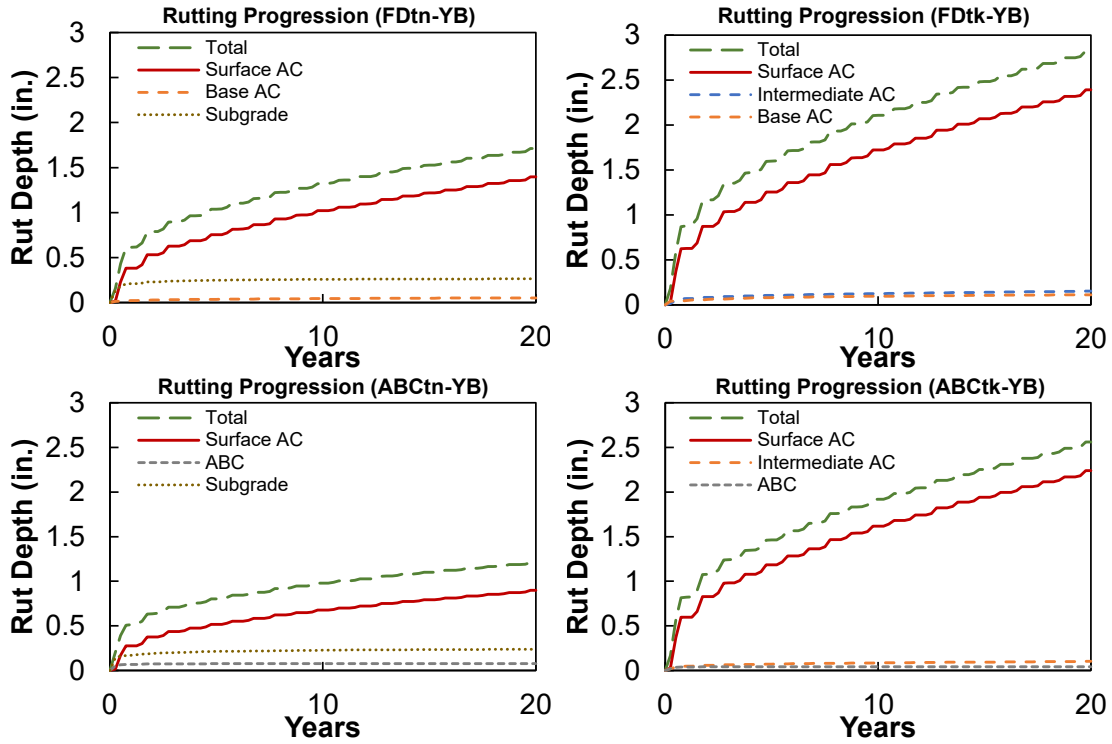 Rutting Progression (FDtn-YB)
Rut Depth (in.)
3
2.5
2
1.5
1
0.5
0
Total
Surface AC
Base AC
Subgrade
0
10
20
Years
Rutting Progression (FDtk-YB)
Rut Depth (in.)
3
2.5
2
1.5
1
0.5
0
Total
Surface AC
Intermediate AC
Base AC
0
10
20
Years
Rutting Progression (ABCtn-YB)
Rut Depth (in.)
3
2.5
2
1.5
1
0.5
0
Total
Surface AC
ABC
Subgrade
0
10
20
Years
Rutting Progression (ABCtk-YB)
Rut Depth (in.)
3
2.5
2
1.5
1
0.5
0
Total
Surface AC
Intermediate AC
ABC
0
10
20
Years